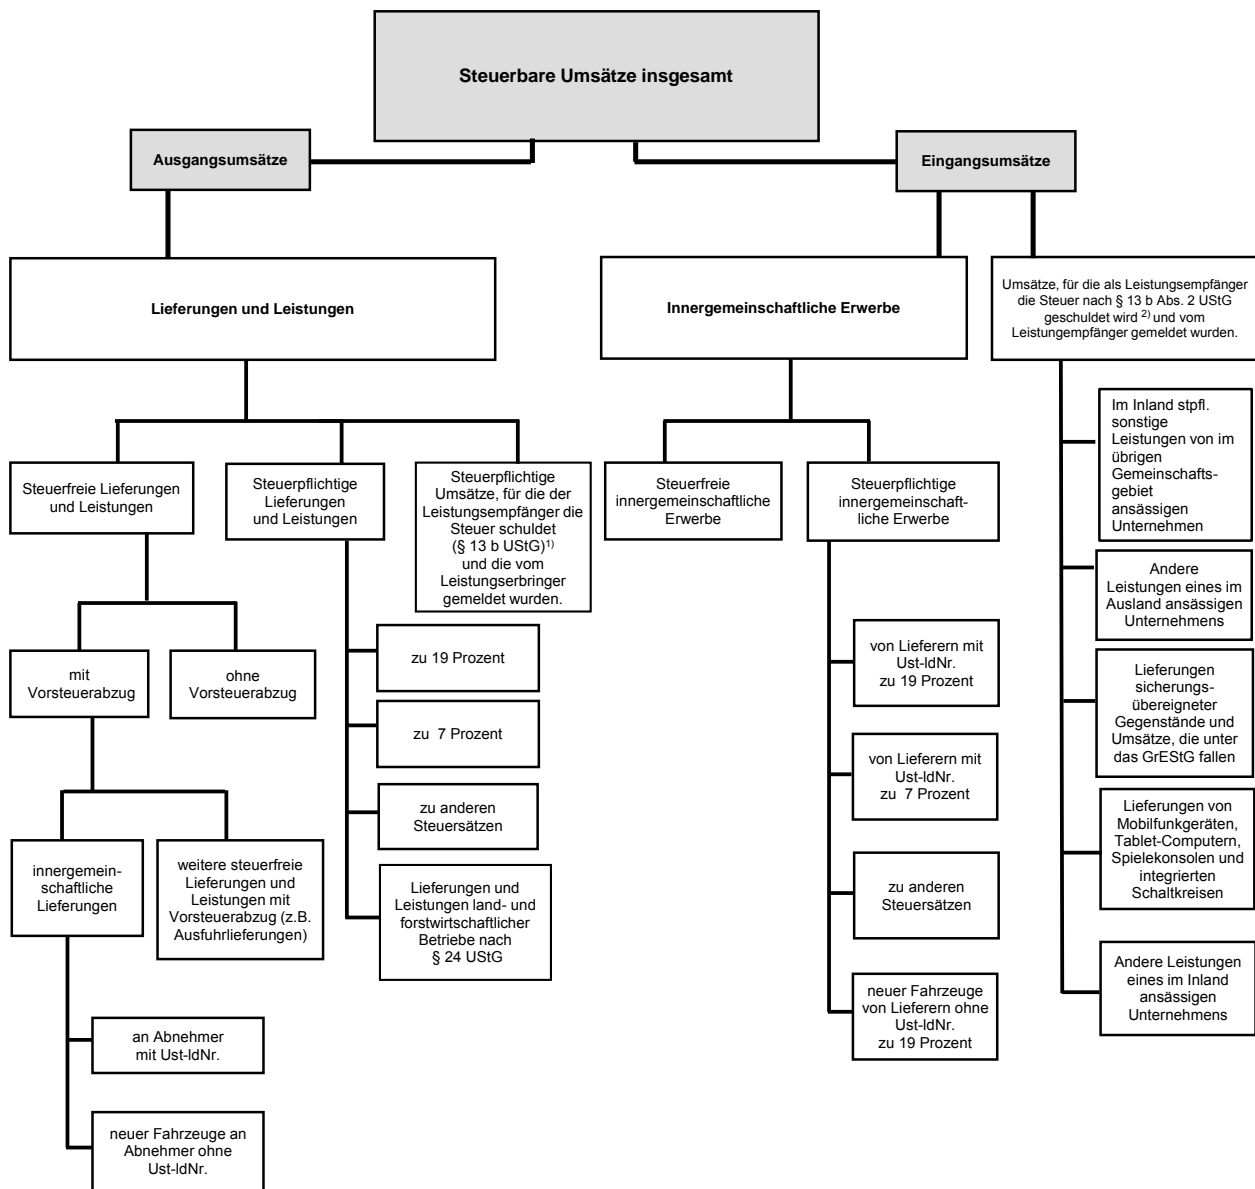 Steuerbare Umsätze insgesamt
Ausgangsumsätze
Eingangsumsätze
Lieferungen und Leistungen
Innergemeinschaftliche Erwerbe
Umsätze, für die als Leistungsempfänger
die Steuer nach § 13 b Abs. 2 UStG
geschuldet wird 2) und vom
Leistungempfänger gemeldet wurden.
Steuerfreie Lieferungen
und Leistungen
Steuerpflichtige
Lieferungen
und Leistungen
Steuerpflichtige
Umsätze, für die der
Leistungsempfänger die
Steuer schuldet
(§ 13 b UStG)1)
und die vom
Leistungserbringer
gemeldet wurden.
Steuerfreie
innergemeinschaftliche
Erwerbe
Steuerpflichtige
innergemeinschaft-
liche Erwerbe
Im Inland stpfl.
sonstige
Leistungen von im
übrigen
Gemeinschafts-
gebiet
ansässigen
Unternehmen
Andere
Leistungen eines im
Ausland ansässigen
Unternehmens
Lieferungen
sicherungs-
übereigneter
Gegenstände und
Umsätze, die unter
das GrEStG fallen
Lieferungen von
Mobilfunkgeräten,
Tablet-Computern,
Spielekonsolen und
integrierten
Schaltkreisen
Andere Leistungen
eines im Inland
ansässigen
Unternehmens
mit
Vorsteuerabzug
ohne
Vorsteuerabzug
zu 19 Prozent
zu 7 Prozent
zu anderen
Steuersätzen
Lieferungen und
Leistungen land- und
forstwirtschaftlicher
Betriebe nach
§ 24 UStG
von Lieferern mit
Ust-IdNr.
zu 19 Prozent
von Lieferern mit
Ust-IdNr.
zu 7 Prozent
zu anderen
Steuersätzen
neuer Fahrzeuge
von Lieferern ohne
Ust-IdNr.
zu 19 Prozent
innergemein-
schaftliche
Lieferungen
weitere steuerfreie
Lieferungen und
Leistungen mit
Vorsteuerabzug (z.B.
Ausfuhrlieferungen)
an Abnehmer
mit Ust-IdNr.
neuer Fahrzeuge an
Abnehmer ohne
Ust-IdNr.